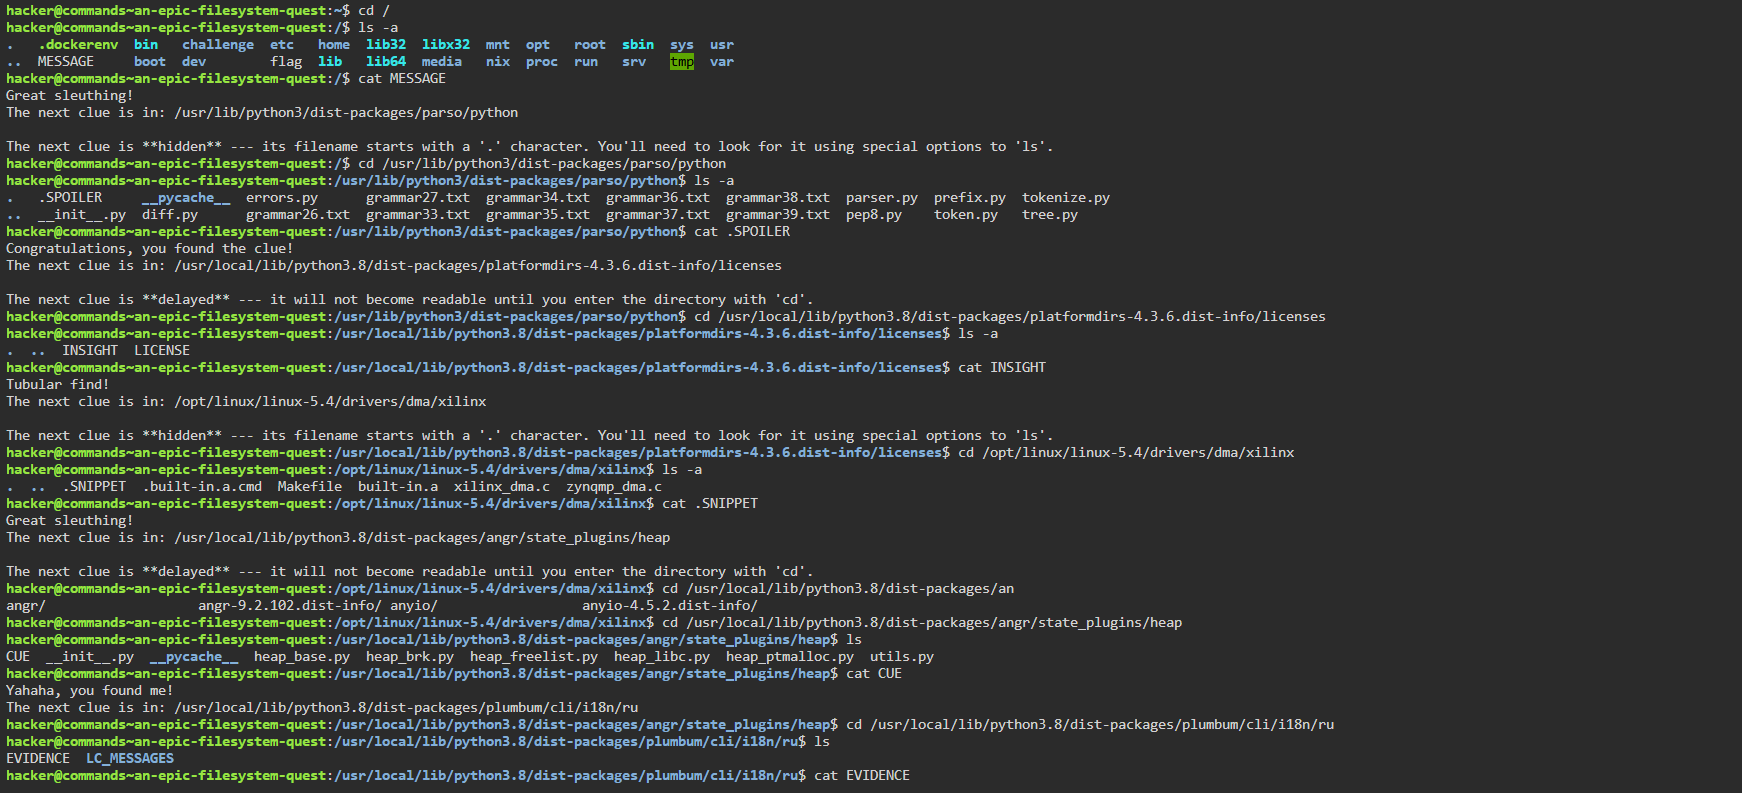 hacker@commands~an-epic-filesystem-quest:~$ cd /
hacker@commands~an-epic-filesystem-quest:/$ ls -a
.   .dockerenv  bin   challenge  etc   home  lib32  libx32  mnt  opt   root  sbin  sys  usr
..  MESSAGE     boot  dev        flag  lib   lib64  media   nix  proc  run   srv   tmp  var
hacker@commands~an-epic-filesystem-quest:/$ cat MESSAGE
Great sleuthing!
The next clue is in: /usr/lib/python3/dist-packages/parso/python

The next clue is **hidden** --- its filename starts with a '.' character. You'll need to look for it using special options to 'ls'.
hacker@commands~an-epic-filesystem-quest:/$ cd /usr/lib/python3/dist-packages/parso/python
hacker@commands~an-epic-filesystem-quest:/usr/lib/python3/dist-packages/parso/python$ ls -a
.   .SPOILER     __pycache__  errors.py      grammar27.txt  grammar34.txt  grammar36.txt  grammar38.txt  parser.py  prefix.py  tokenize.py
..  __init__.py  diff.py      grammar26.txt  grammar33.txt  grammar35.txt  grammar37.txt  grammar39.txt  pep8.py    token.py   tree.py
hacker@commands~an-epic-filesystem-quest:/usr/lib/python3/dist-packages/parso/python$ cat .SPOILER
Congratulations, you found the clue!
The next clue is in: /usr/local/lib/python3.8/dist-packages/platformdirs-4.3.6.dist-info/licenses

The next clue is **delayed** --- it will not become readable until you enter the directory with 'cd'.
hacker@commands~an-epic-filesystem-quest:/usr/lib/python3/dist-packages/parso/python$ cd /usr/local/lib/python3.8/dist-packages/platformdirs-4.3.6.dist-info/licenses
hacker@commands~an-epic-filesystem-quest:/usr/local/lib/python3.8/dist-packages/platformdirs-4.3.6.dist-info/licenses$ ls -a
.  ..  INSIGHT  LICENSE
hacker@commands~an-epic-filesystem-quest:/usr/local/lib/python3.8/dist-packages/platformdirs-4.3.6.dist-info/licenses$ cat INSIGHT
Tubular find!
The next clue is in: /opt/linux/linux-5.4/drivers/dma/xilinx

The next clue is **hidden** --- its filename starts with a '.' character. You'll need to look for it using special options to 'ls'.
hacker@commands~an-epic-filesystem-quest:/usr/local/lib/python3.8/dist-packages/platformdirs-4.3.6.dist-info/licenses$ cd /opt/linux/linux-5.4/drivers/dma/xilinx
hacker@commands~an-epic-filesystem-quest:/opt/linux/linux-5.4/drivers/dma/xilinx$ ls -a
.  ..  .SNIPPET  .built-in.a.cmd  Makefile  built-in.a  xilinx_dma.c  zynqmp_dma.c
hacker@commands~an-epic-filesystem-quest:/opt/linux/linux-5.4/drivers/dma/xilinx$ cat .SNIPPET
Great sleuthing!
The next clue is in: /usr/local/lib/python3.8/dist-packages/angr/state_plugins/heap

The next clue is **delayed** --- it will not become readable until you enter the directory with 'cd'.
hacker@commands~an-epic-filesystem-quest:/opt/linux/linux-5.4/drivers/dma/xilinx$ cd /usr/local/lib/python3.8/dist-packages/an
angr/                   angr-9.2.102.dist-info/ anyio/                  anyio-4.5.2.dist-info/
hacker@commands~an-epic-filesystem-quest:/opt/linux/linux-5.4/drivers/dma/xilinx$ cd /usr/local/lib/python3.8/dist-packages/angr/state_plugins/heap
hacker@commands~an-epic-filesystem-quest:/usr/local/lib/python3.8/dist-packages/angr/state_plugins/heap$ ls
CUE  __init__.py  __pycache__  heap_base.py  heap_brk.py  heap_freelist.py  heap_libc.py  heap_ptmalloc.py  utils.py
hacker@commands~an-epic-filesystem-quest:/usr/local/lib/python3.8/dist-packages/angr/state_plugins/heap$ cat CUE
Yahaha, you found me!
The next clue is in: /usr/local/lib/python3.8/dist-packages/plumbum/cli/i18n/ru
hacker@commands~an-epic-filesystem-quest:/usr/local/lib/python3.8/dist-packages/angr/state_plugins/heap$ cd /usr/local/lib/python3.8/dist-packages/plumbum/cli/i18n/ru
hacker@commands~an-epic-filesystem-quest:/usr/local/lib/python3.8/dist-packages/plumbum/cli/i18n/ru$ ls
EVIDENCE  LC_MESSAGES
hacker@commands~an-epic-filesystem-quest:/usr/local/lib/python3.8/dist-packages/plumbum/cli/i18n/ru$ cat EVIDENCE